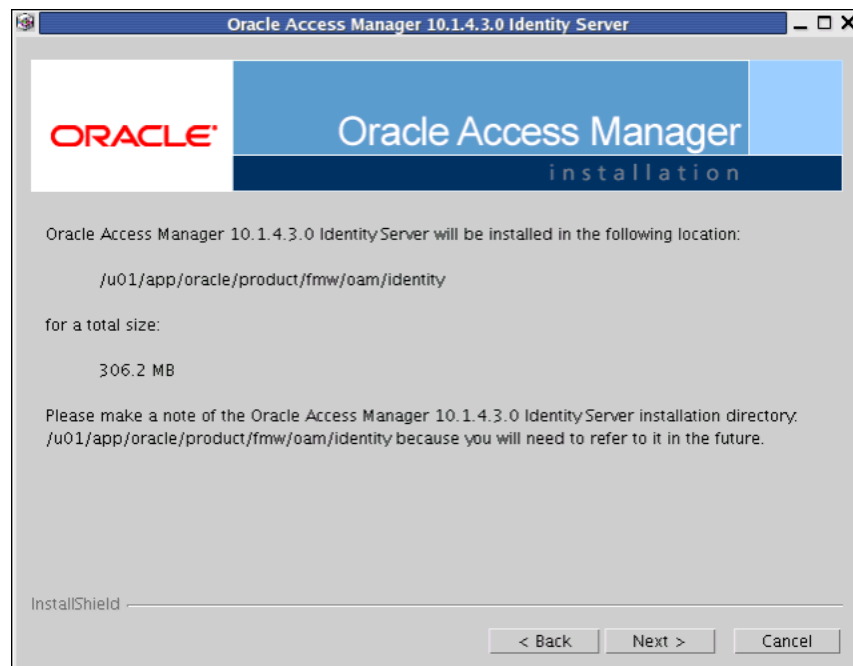 Oracle Access Manager 10.1.4.3.0 Identity Server
ORACLE
Oracle Access Manager
installation
Oracle Access Manager 10.1.4.3.0 Identity Server will be installed in the following location:
/u01/app/oracle/product/fmw/oam/identity
for a total size:
306.2 MB
Please make a note of the Oracle Access Manager 10.1.4.3.0 Identity Server installation directory:
/u01/app/oracle/product/fmw/oam/identity because you will need to refer to it in the future.
InstallShield
< Back Next > Cancel